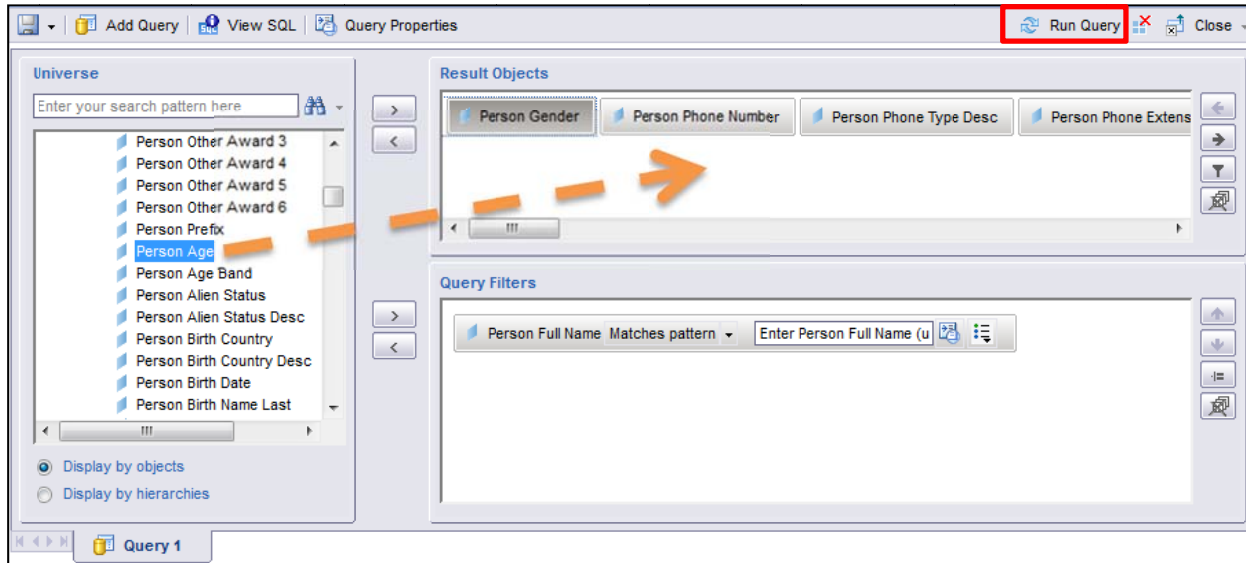 Add Query View SQL Query Properties Run Query Close
Universe
Enter your search pattern here
Person Other Award 3
Person Other Award 4
Person Other Award 5
Person Other Award 6
Person Prefix
Person Age
Person Age Band
Person Alien Status
Person Alien Status Desc
Person Birth Country
Person Birth Country Desc
Person Birth Date
Person Birth Name Last
Display by objects
Display by hierarchies
Result Objects
Person Gender Person Phone Number Person Phone Type Desc Person Phone Extens
Query Filters
Person Full Name Matches pattern Enter Person Full Name (u
Query 1